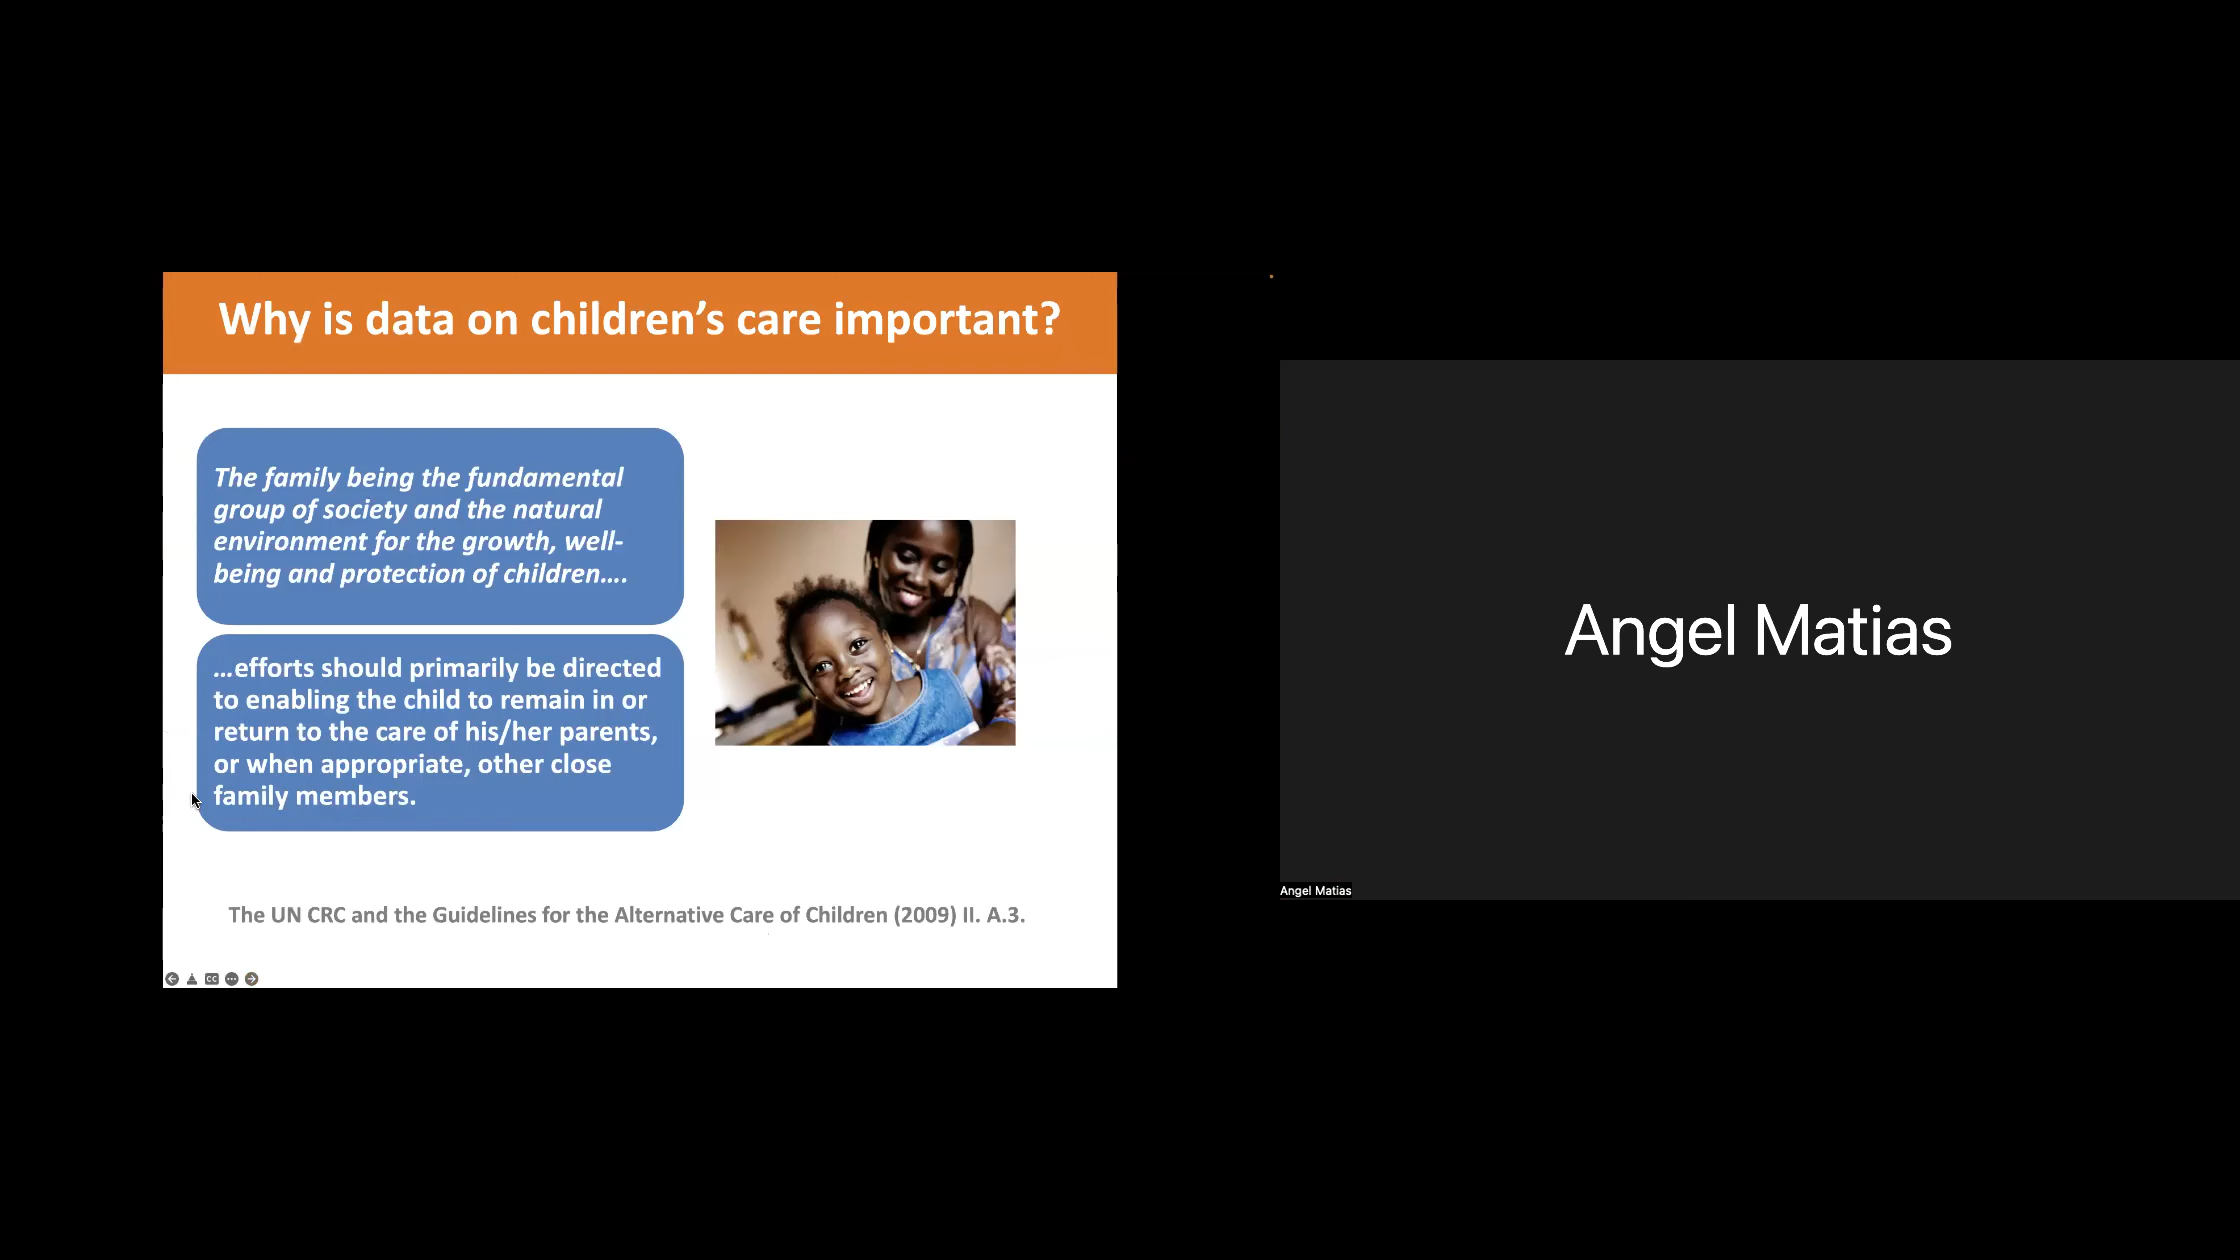 Why is data on children's care important?
The family being the fundamental
group of society and the natural
environment for the growth, well-
being and protection of children....
...efforts should primarily be directed
to enabling the child to remain in or
return to the care of his/her parents,
or when appropriate, other close
family members.
The UN CRC and the Guidelines for the Alternative Care of Children (2009) II. A.3.
CC
Angel Matias
Angel Matias